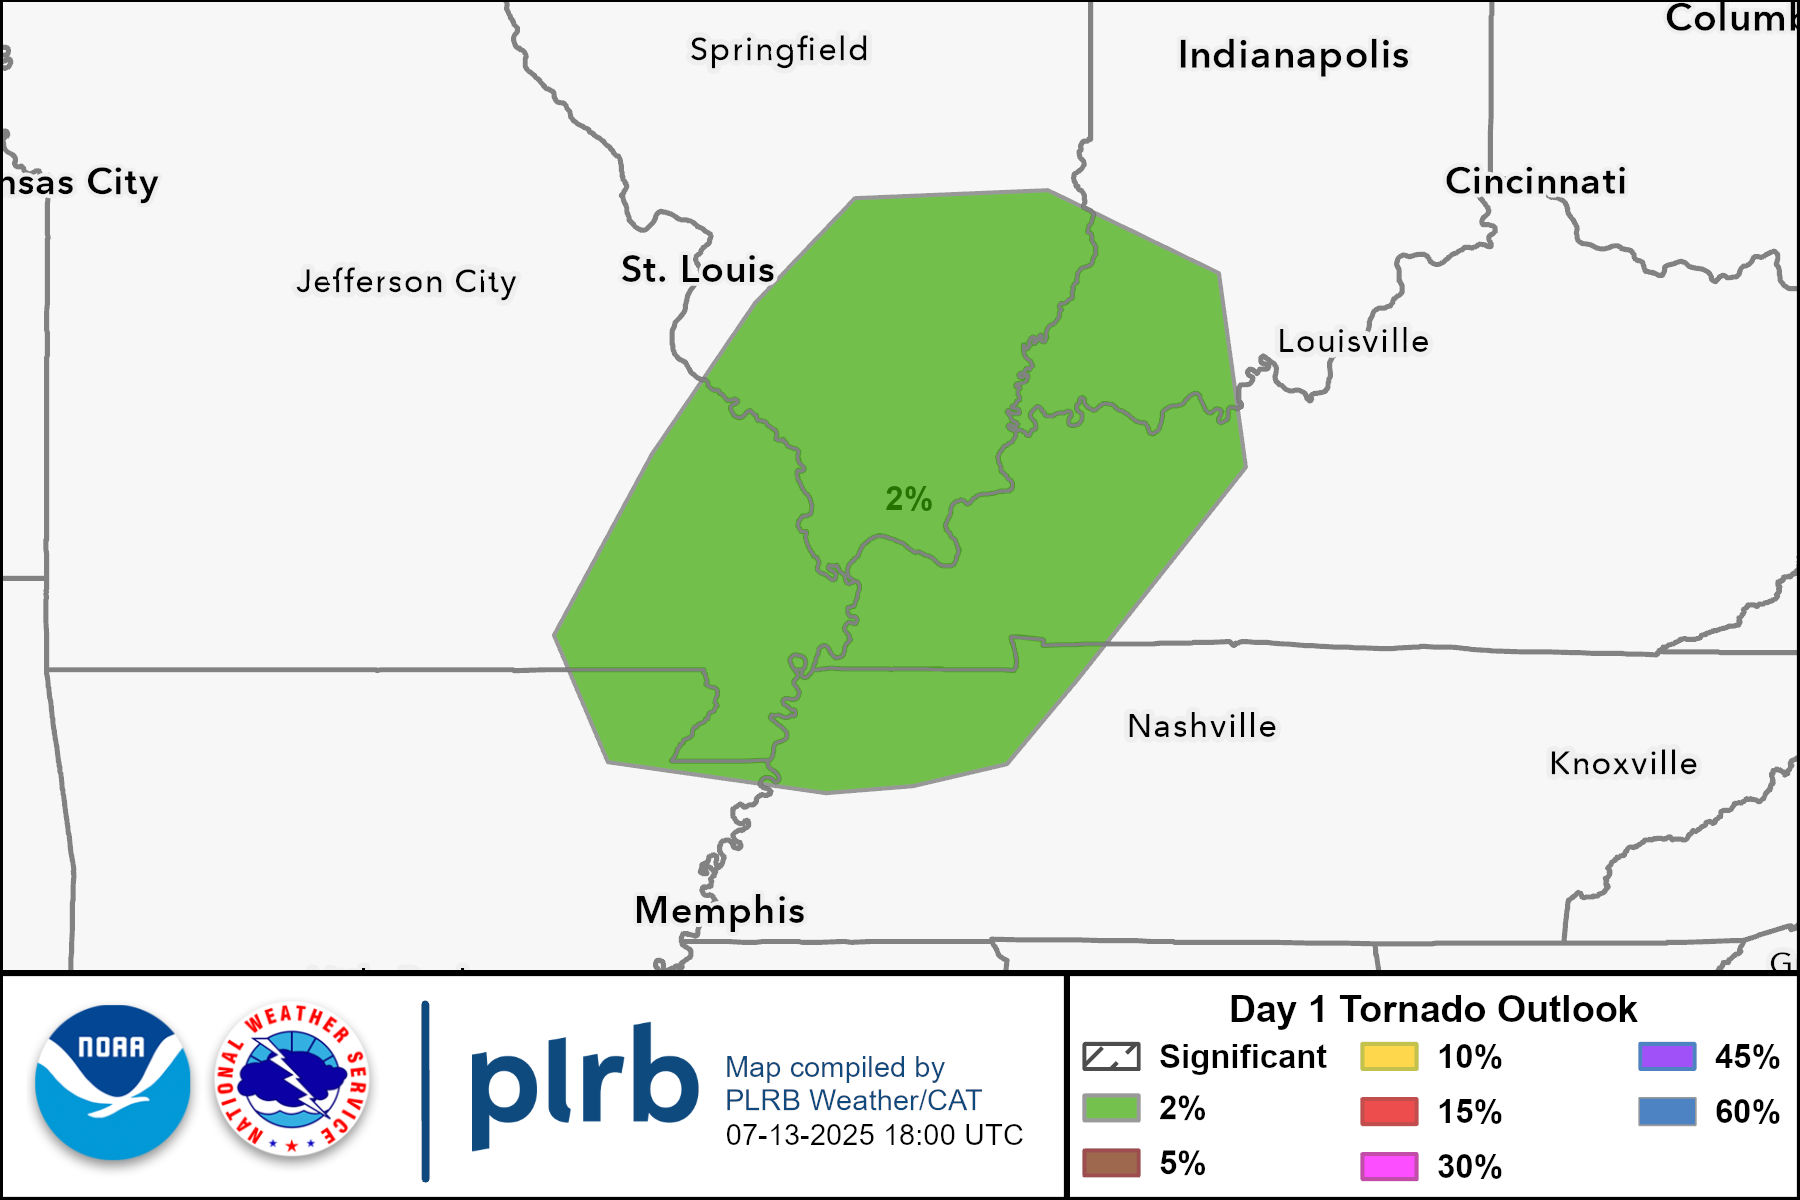 Springfield
Indianapolis
Colum
nsas City
Cincinnati
St. Louis
Jefferson City
Louisville
2%
Nashville
Knoxville
Memphis
G
NOAA
NATIONAL WEATHER SERVICE
plrb
Map compiled by
PLRB Weather/CAT
07-13-2025 18:00 UTC
Day 1 Tornado Outlook
Significant
10%
45%
2%
15%
60%
5%
30%